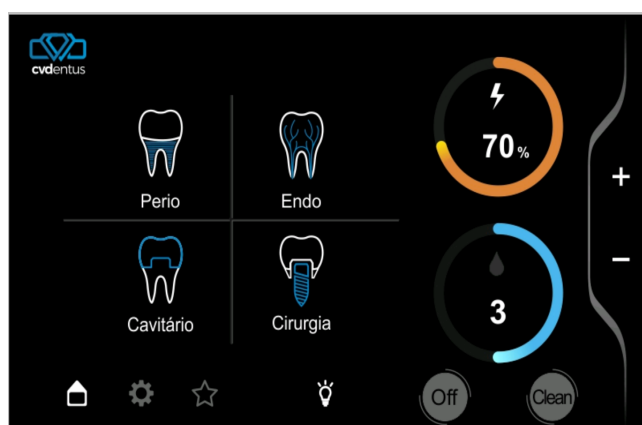 cvdentus
Perio
Endo
Cavitário
Cirurgia
70%
3
+
−
Off
Clean